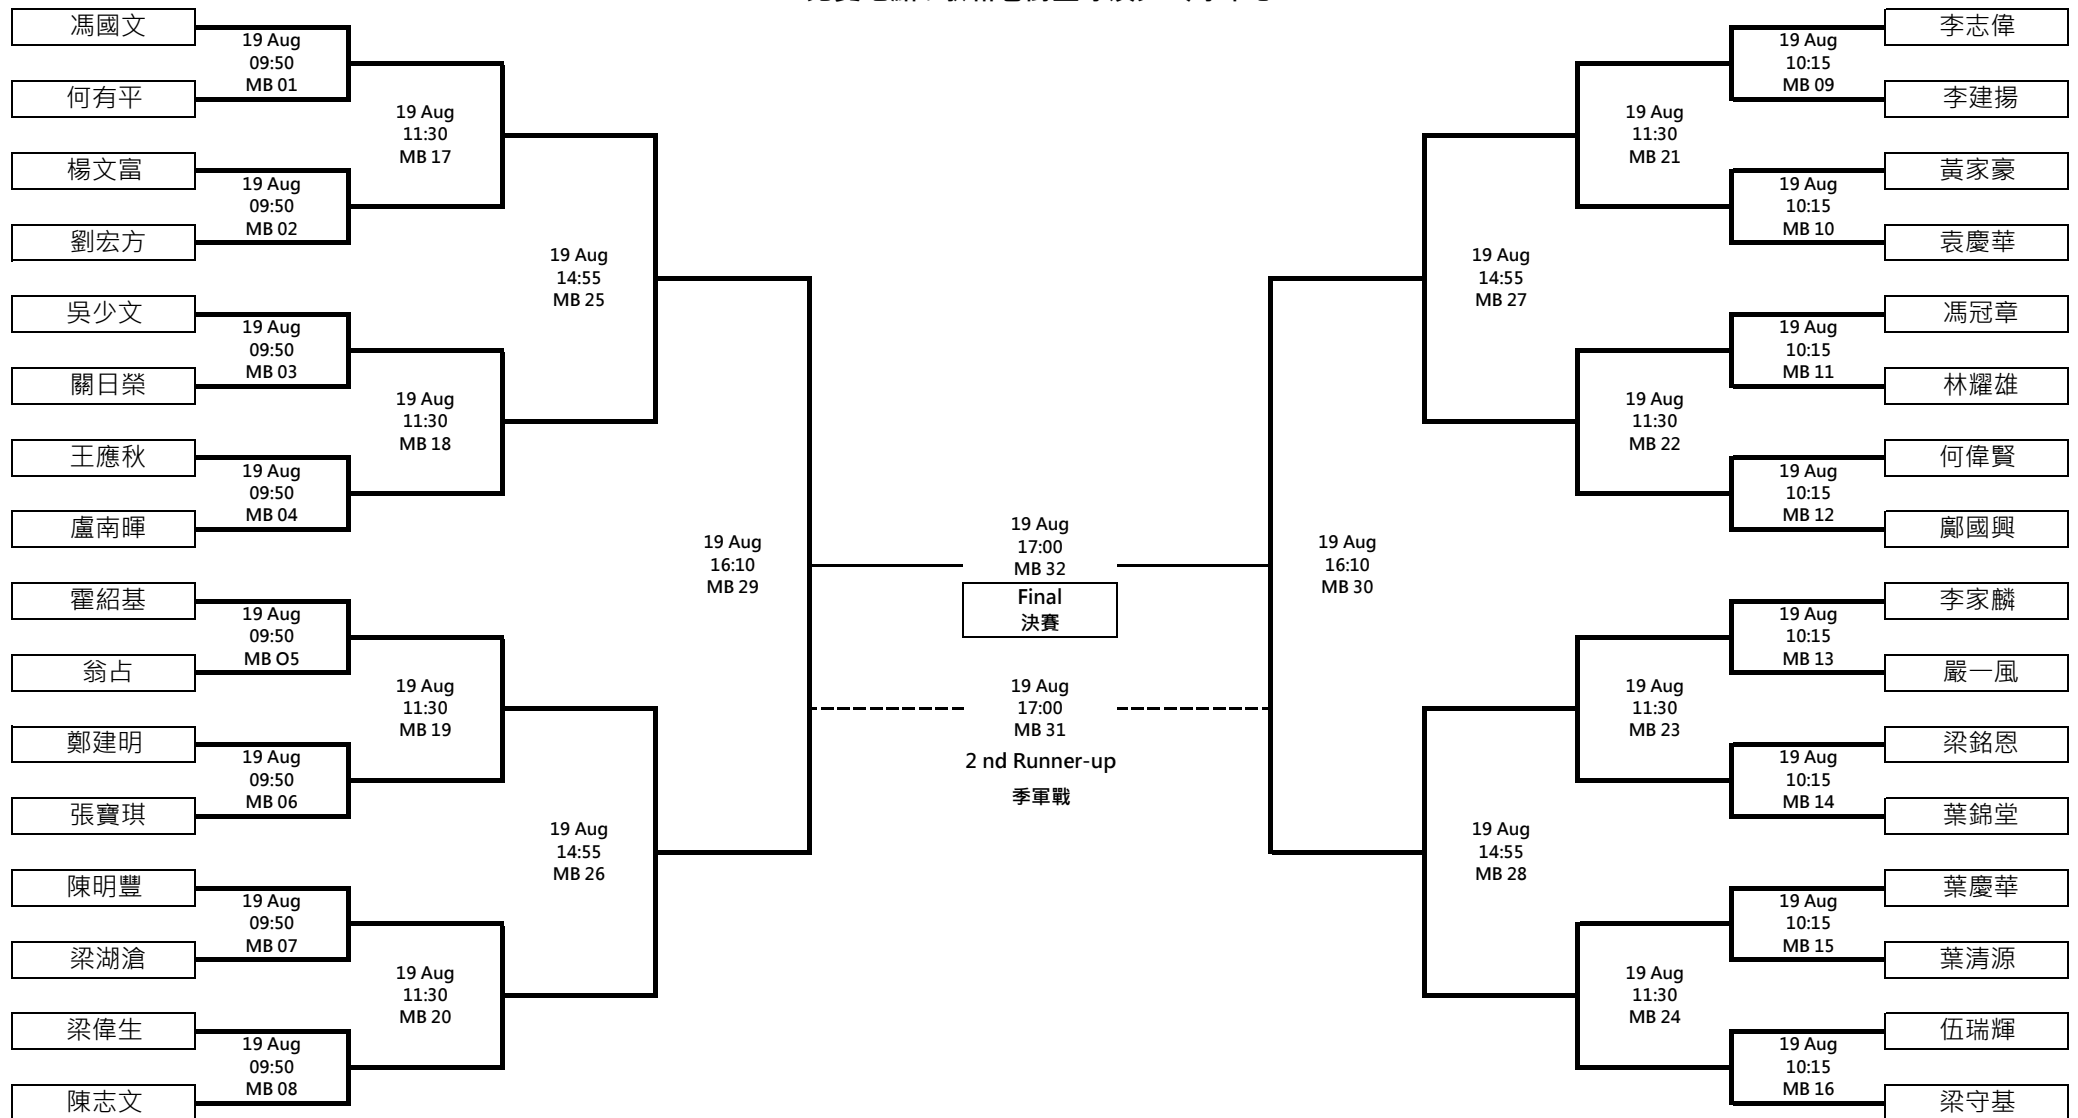 馮國文
19 Aug
09:50
MB 01
何有平
19 Aug
11:30
MB 17
楊文富
19 Aug
09:50
MB 02
劉宏方
19 Aug
14:55
MB 25
吳少文
19 Aug
09:50
MB 03
關日榮
19 Aug
11:30
MB 18
王應秋
19 Aug
09:50
MB 04
盧南暉
19 Aug
16:10
MB 29
霍紹基
19 Aug
09:50
MB O5
翁占
19 Aug
11:30
MB 19
鄭建明
19 Aug
09:50
MB 06
張寶琪
19 Aug
14:55
MB 26
陳明豐
19 Aug
09:50
MB 07
梁湖滄
19 Aug
11:30
MB 20
梁偉生
19 Aug
09:50
MB 08
陳志文
19 Aug
17:00
MB 32
Final
決賽
19 Aug
17:00
MB 31
2 nd Runner-up
季軍戰
李志偉
19 Aug
10:15
MB 09
李建揚
19 Aug
11:30
MB 21
黃家豪
19 Aug
10:15
MB 10
袁慶華
19 Aug
14:55
MB 27
馮冠章
19 Aug
10:15
MB 11
林耀雄
19 Aug
11:30
MB 22
何偉賢
19 Aug
10:15
MB 12
鄺國興
19 Aug
16:10
MB 30
李家麟
19 Aug
10:15
MB 13
嚴一風
19 Aug
11:30
MB 23
梁銘恩
19 Aug
10:15
MB 14
葉錦堂
19 Aug
14:55
MB 28
葉慶華
19 Aug
10:15
MB 15
葉清源
19 Aug
11:30
MB 24
伍瑞輝
19 Aug
10:15
MB 16
梁守基